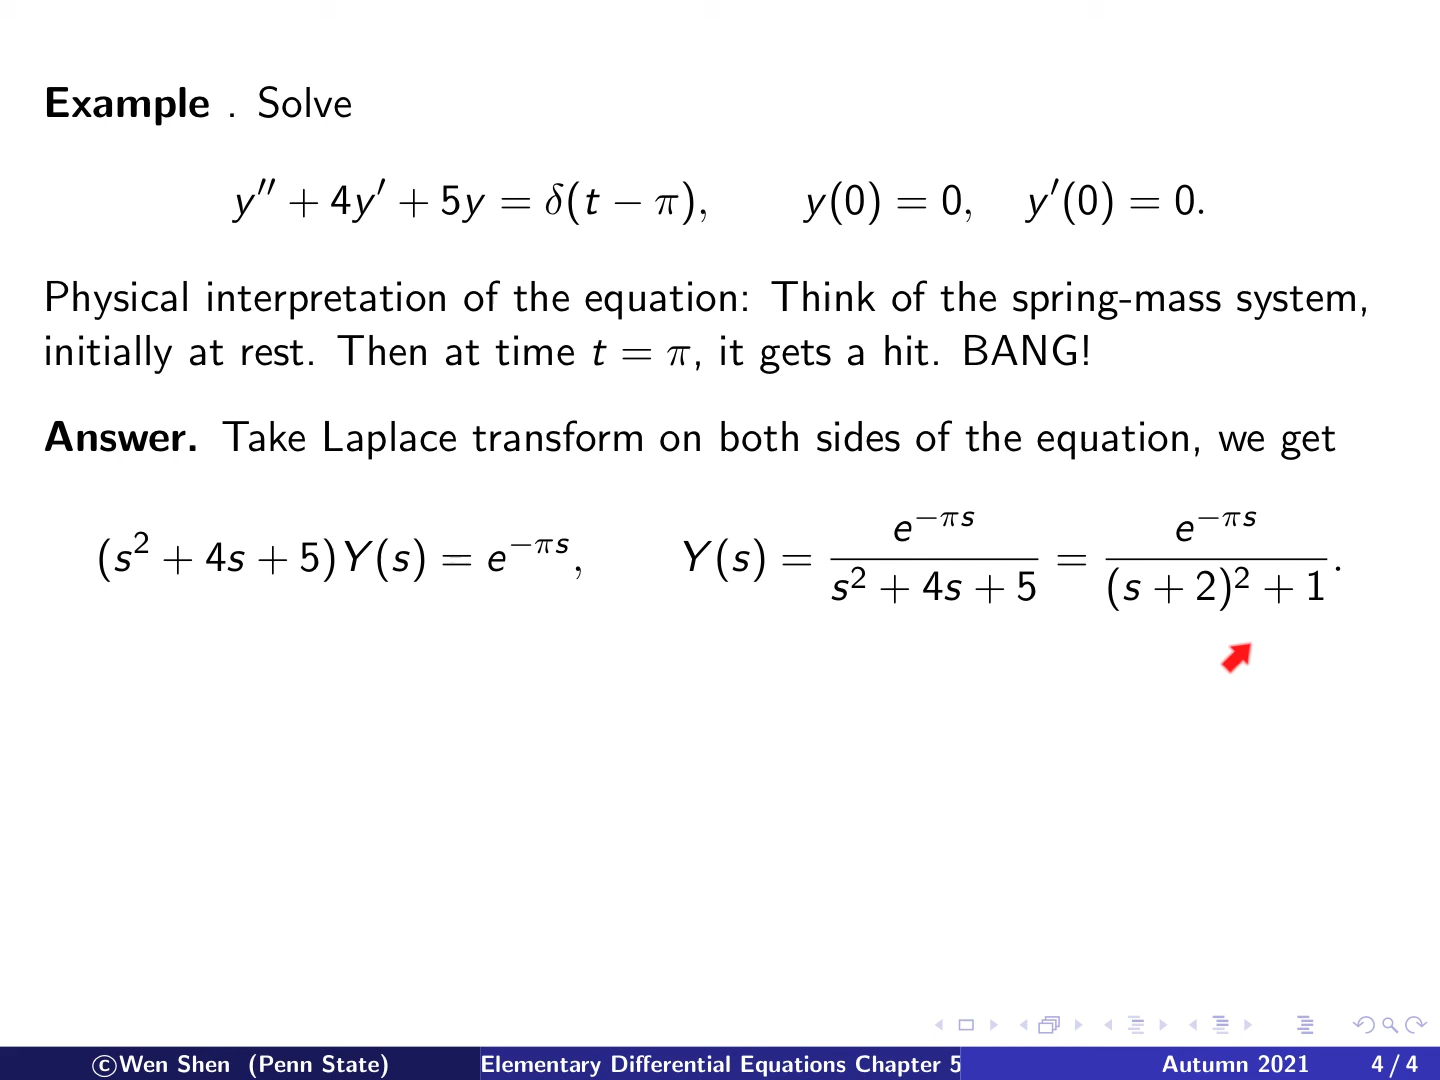 Example . Solve
y′′ + 4y′ + 5y = δ(t − π), y(0) = 0, y′(0) = 0.
Physical interpretation of the equation: Think of the spring-mass system,
initially at rest. Then at time t = π, it gets a hit. BANG!
Answer. Take Laplace transform on both sides of the equation, we get
(s² + 4s + 5)Y(s) = e^{−πs}, Y(s) = e^{−πs} / (s² + 4s + 5) = e^{−πs} / ((s + 2)² + 1).
©Wen Shen (Penn State) Elementary Differential Equations Chapter 5 Autumn 2021 4 / 4